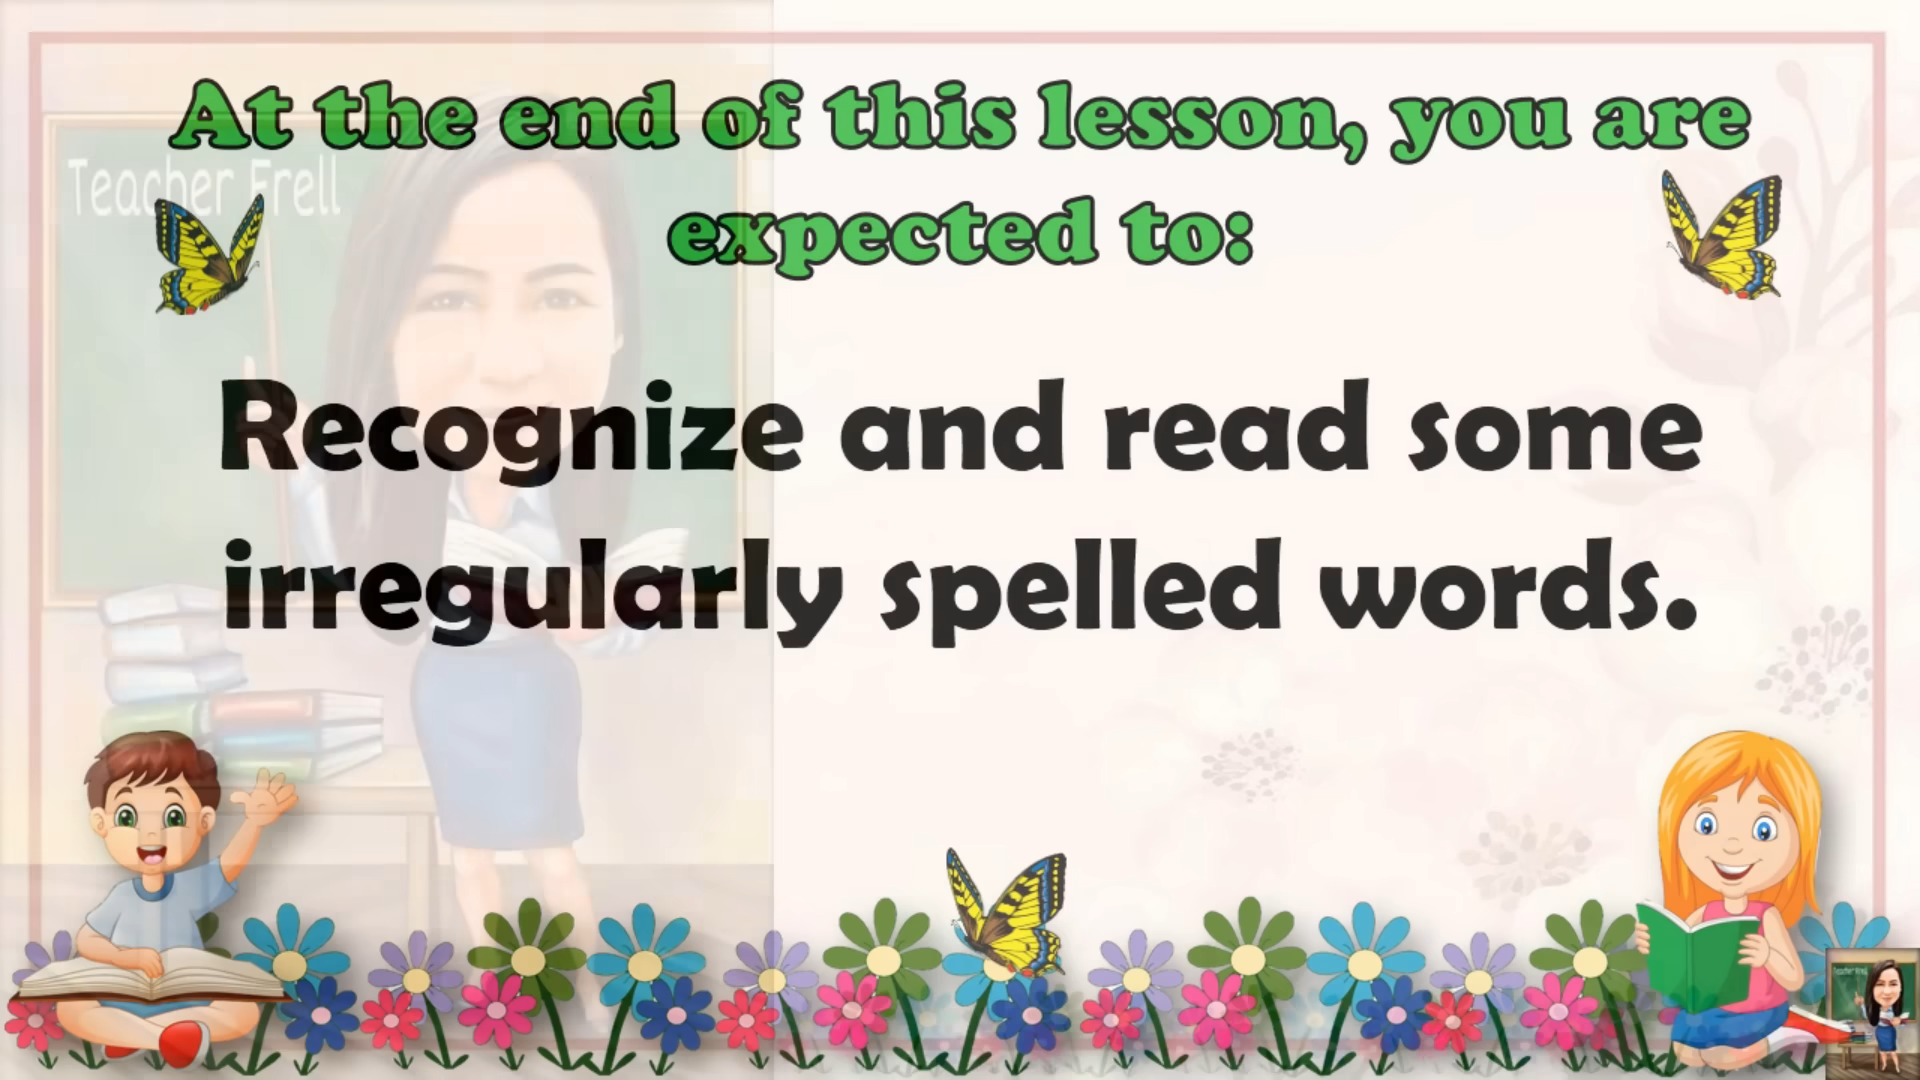 At the end of this lesson, you are
Teacher Frell
expected to:
Recognize and read some
irregularly spelled words.